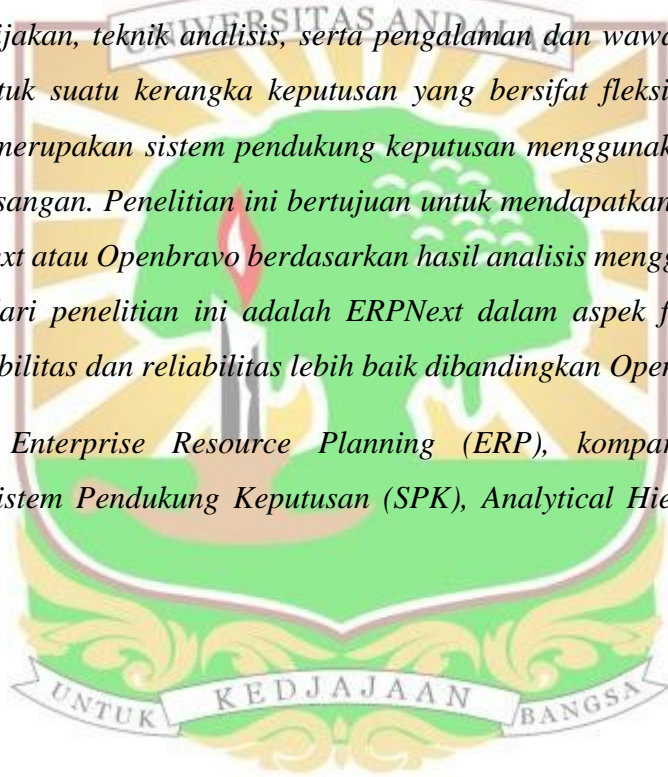 UNIVERSITAS ANDALAS
ijakan, teknik analisis, serta pengalaman dan wawa
tuk suatu kerangka keputusan yang bersifat fleksi
merupakan sistem pendukung keputusan menggunak
sangan. Penelitian ini bertujuan untuk mendapatkan
xt atau Openbravo berdasarkan hasil analisis mengg
lari penelitian ini adalah ERPNext dalam aspek f
bilitas dan reliabilitas lebih baik dibandingkan Open
Enterprise Resource Planning (ERP), kompar
istem Pendukung Keputusan (SPK), Analytical Hie
UNTUK KEDJAJAAN BANGSA